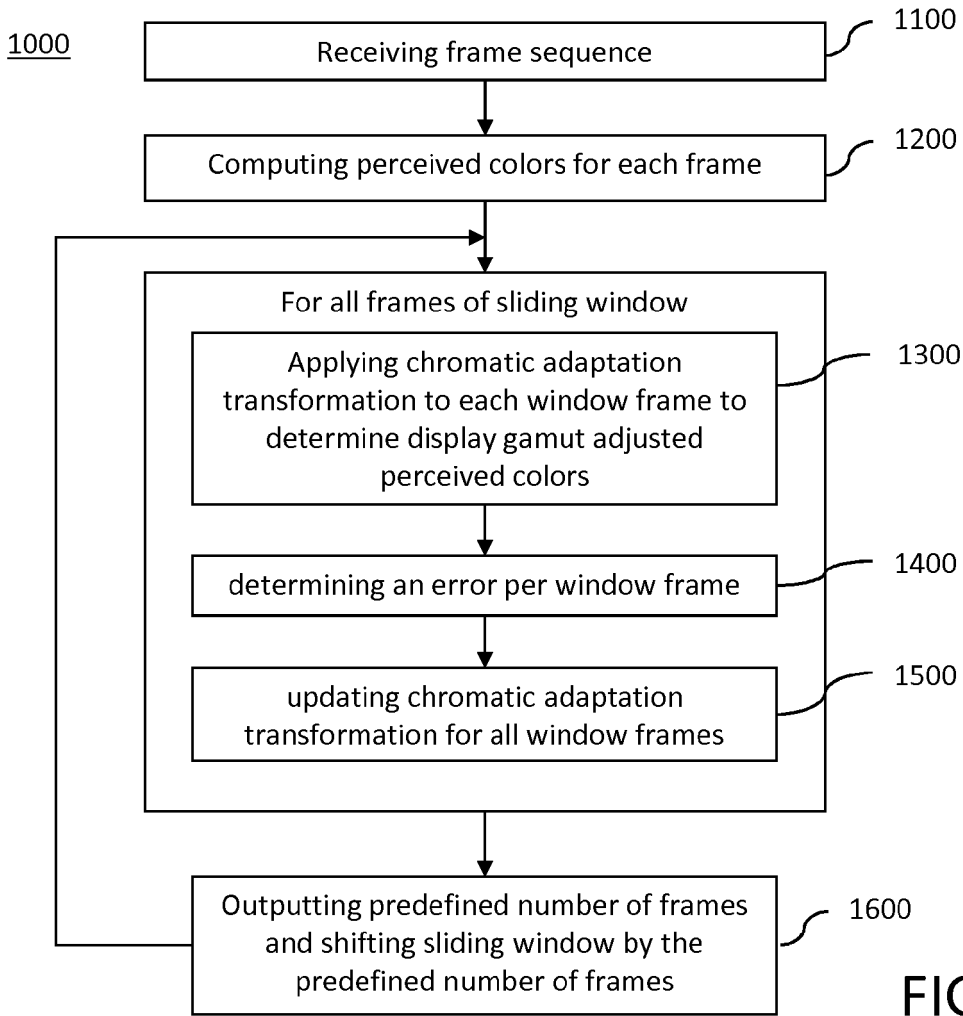 1000
1100
Receiving frame sequence
1200
Computing perceived colors for each frame
For all frames of sliding window
1300
Applying chromatic adaptation
transformation to each window frame to
determine display gamut adjusted
perceived colors
1400
determining an error per window frame
1500
updating chromatic adaptation
transformation for all window frames
1600
Outputting predefined number of frames
and shifting sliding window by the
predefined number of frames